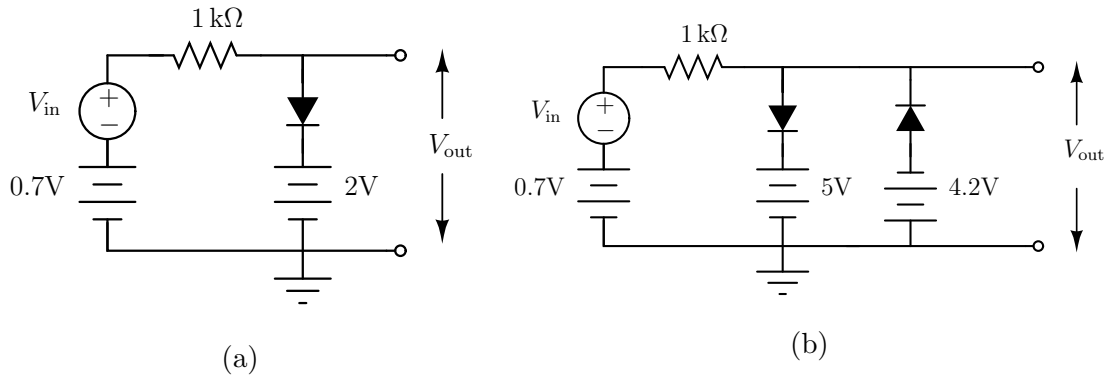 1 kΩ
V_in
+
−
0.7V
2V
V_out
(a)
1 kΩ
V_in
+
−
0.7V
5V
4.2V
V_out
(b)